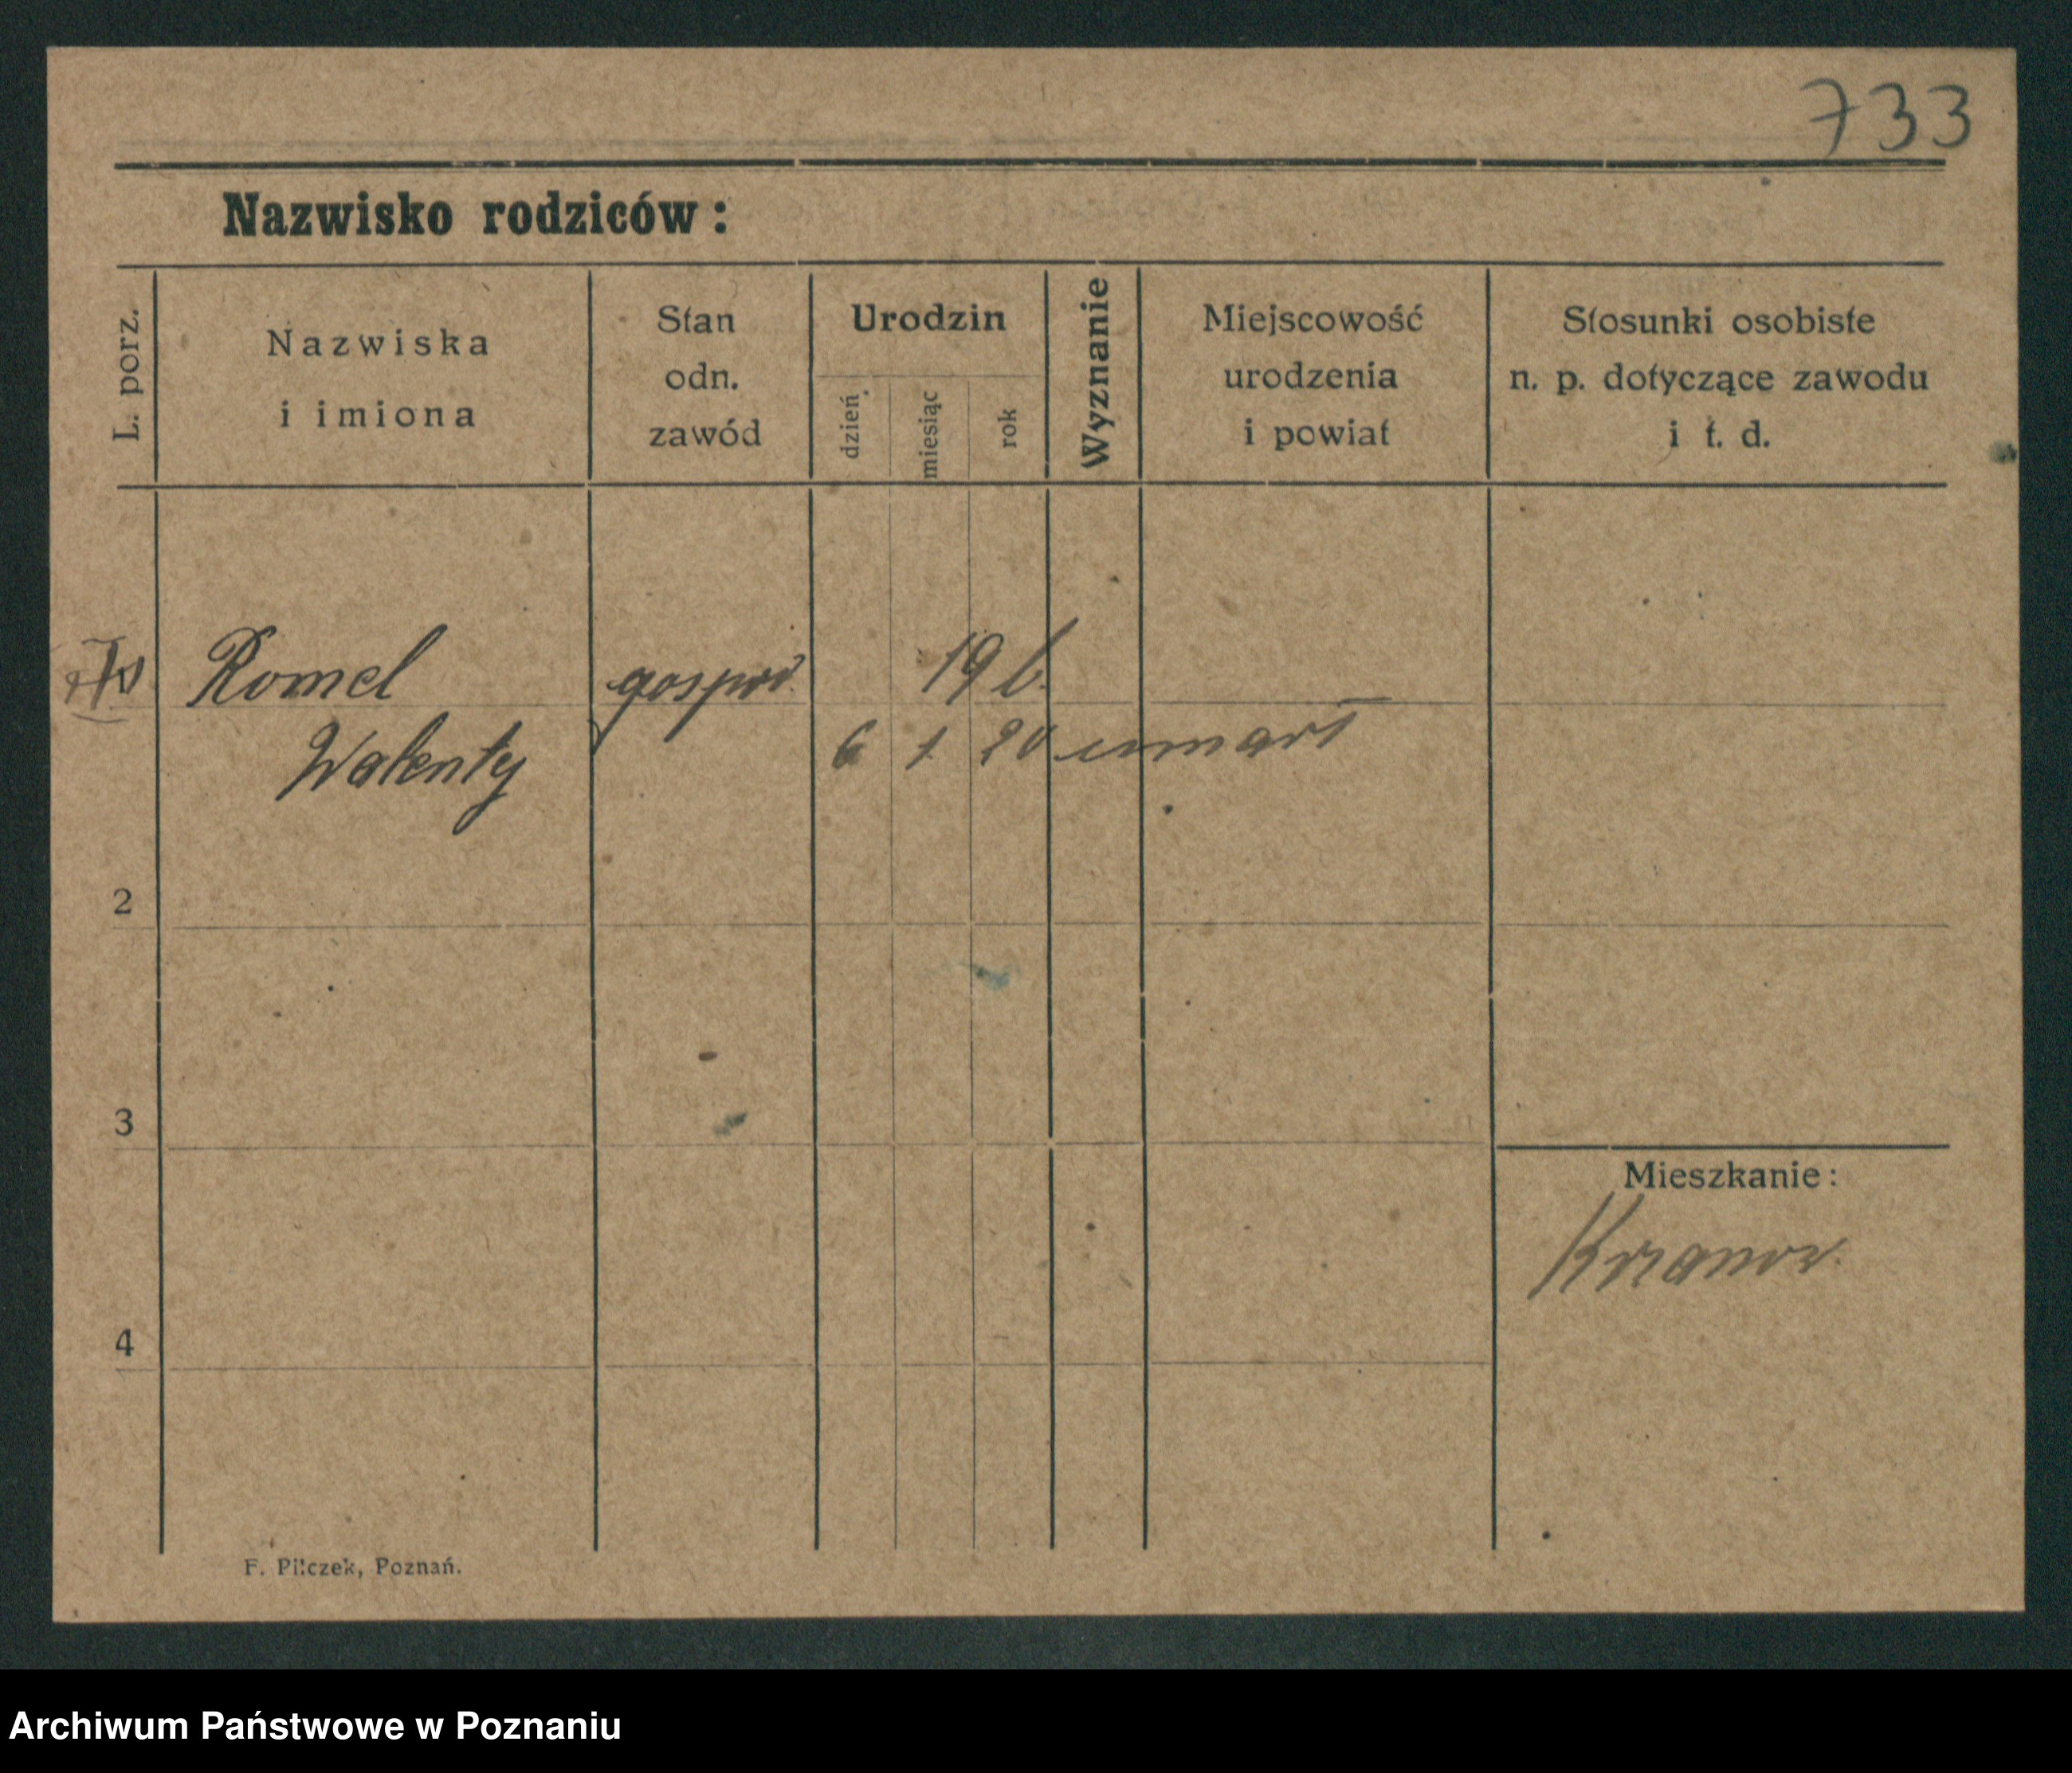 733
Nazwisko rodziców:
L. porz.
Nazwiska
i imiona
Stan
odn.
zawód
Urodzin
dzień
miesiąc
rok
Wyznanie
Miejscowość
urodzenia
i powiat
Stosunki osobiste
n. p. dotyczące zawodu
i t. d.
Romel
gospod.
19 l.
Walenty
6 1 20 umarł
2
3
4
Mieszkanie:
F. Pilczek, Poznań.
Archiwum Państwowe w Poznaniu